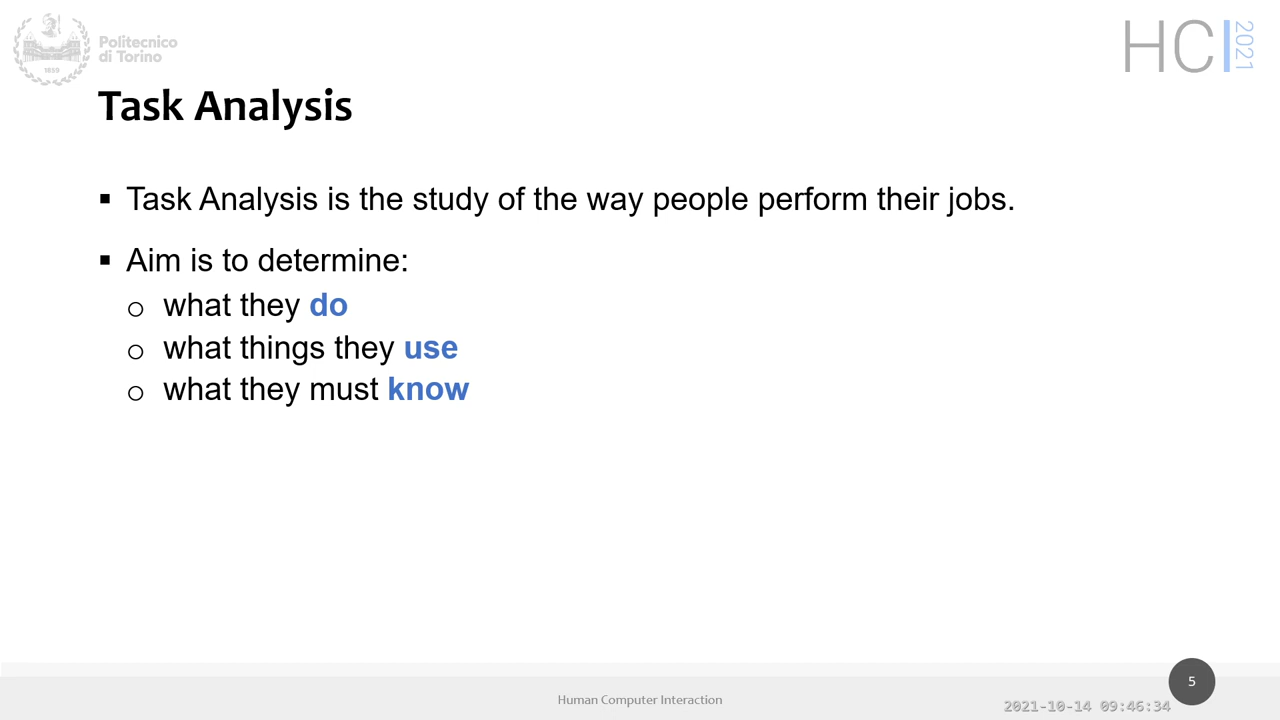 Politecnico
di Torino
1859
HCI 2021
Task Analysis
▪ Task Analysis is the study of the way people perform their jobs.
▪ Aim is to determine:
o what they do
o what things they use
o what they must know
5
Human Computer Interaction
2021-10-14 09:46:34